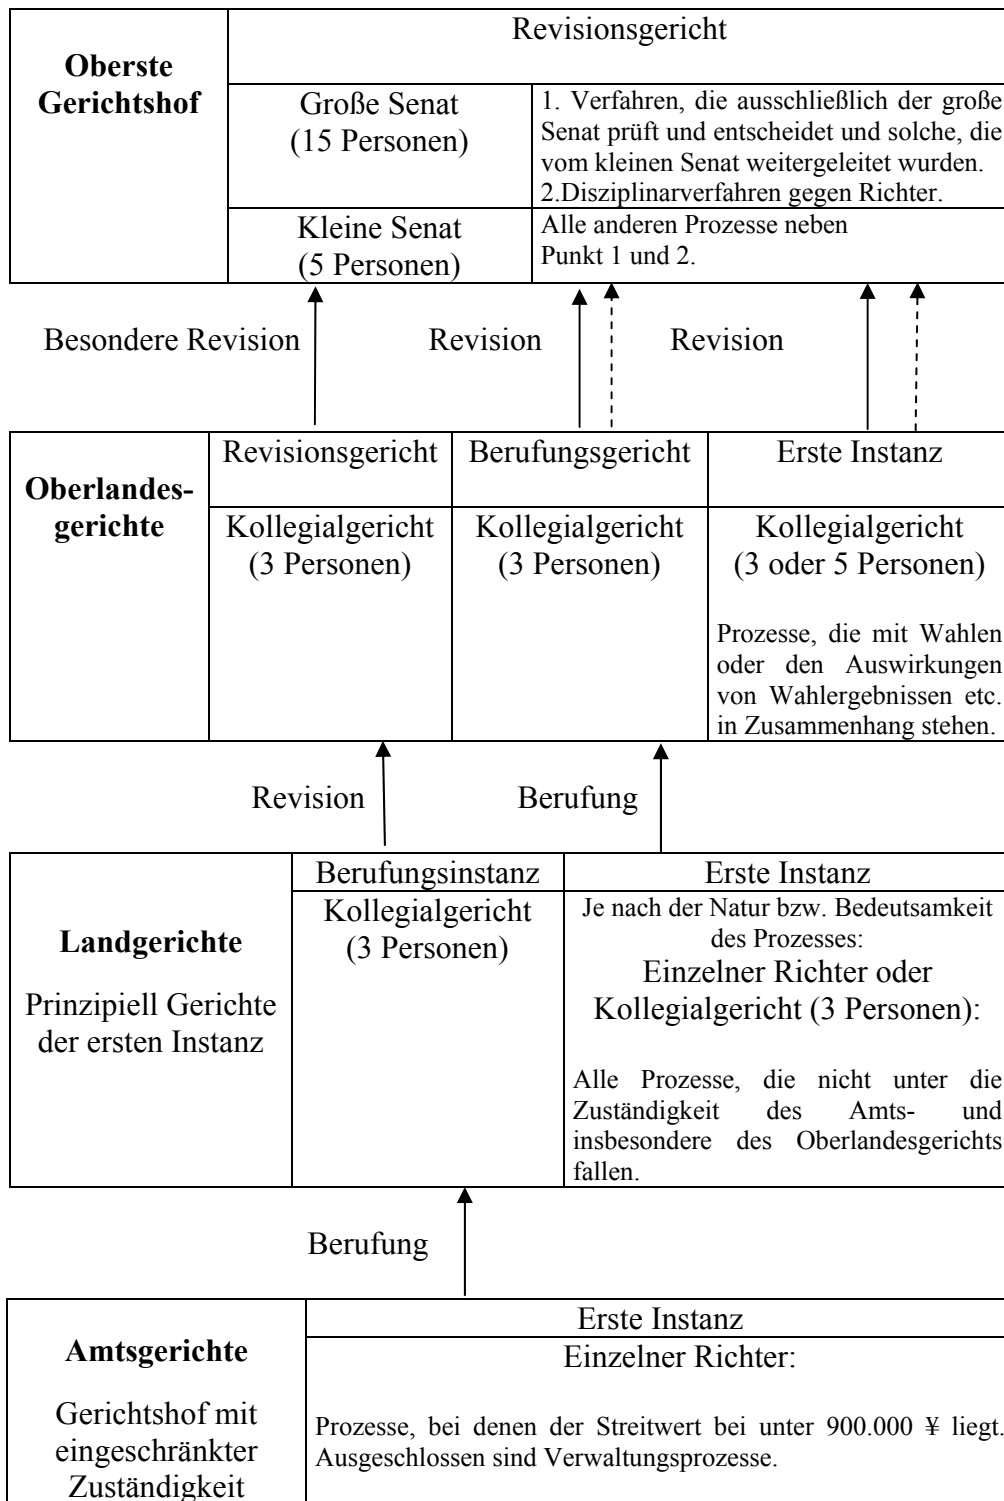 Oberste
Gerichtshof
Revisionsgericht
Große Senat
(15 Personen)
1. Verfahren, die ausschließlich der große
Senat prüft und entscheidet und solche, die
vom kleinen Senat weitergeleitet wurden.
2.Disziplinarverfahren gegen Richter.
Kleine Senat
(5 Personen)
Alle anderen Prozesse neben
Punkt 1 und 2.
Besondere Revision
Revision
Revision
Oberlandes-
gerichte
Revisionsgericht
Berufungsgericht
Erste Instanz
Kollegialgericht
(3 Personen)
Kollegialgericht
(3 Personen)
Kollegialgericht
(3 oder 5 Personen)
Prozesse, die mit Wahlen
oder den Auswirkungen
von Wahlergebnissen etc.
in Zusammenhang stehen.
Revision
Berufung
Landgerichte
Prinzipiell Gerichte
der ersten Instanz
Berufungsinstanz
Kollegialgericht
(3 Personen)
Erste Instanz
Je nach der Natur bzw. Bedeutsamkeit
des Prozesses:
Einzelner Richter oder
Kollegialgericht (3 Personen):
Alle Prozesse, die nicht unter die
Zuständigkeit des Amts- und
insbesondere des Oberlandesgerichts
fallen.
Berufung
Amtsgerichte
Gerichtshof mit
eingeschränkter
Zuständigkeit
Erste Instanz
Einzelner Richter:
Prozesse, bei denen der Streitwert bei unter 900.000 ¥ liegt.
Ausgeschlossen sind Verwaltungsprozesse.